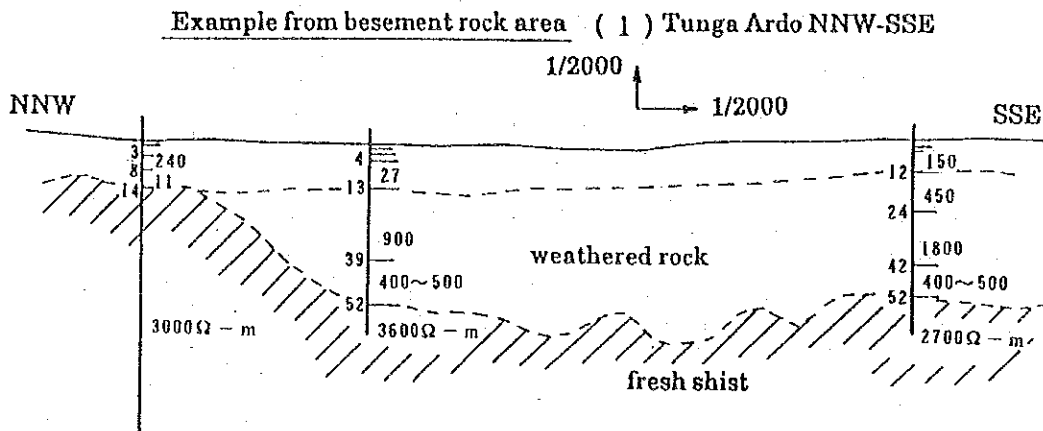 Example from besement rock area ( 1 ) Tunga Ardo NNW-SSE
1/2000
1/2000
NNW
SSE
3
240
8
11
14
3000Ω - m
4
27
13
900
39
400~500
52
3600Ω - m
weathered rock
fresh shist
150
12
450
24
1800
42
400~500
52
2700Ω - m